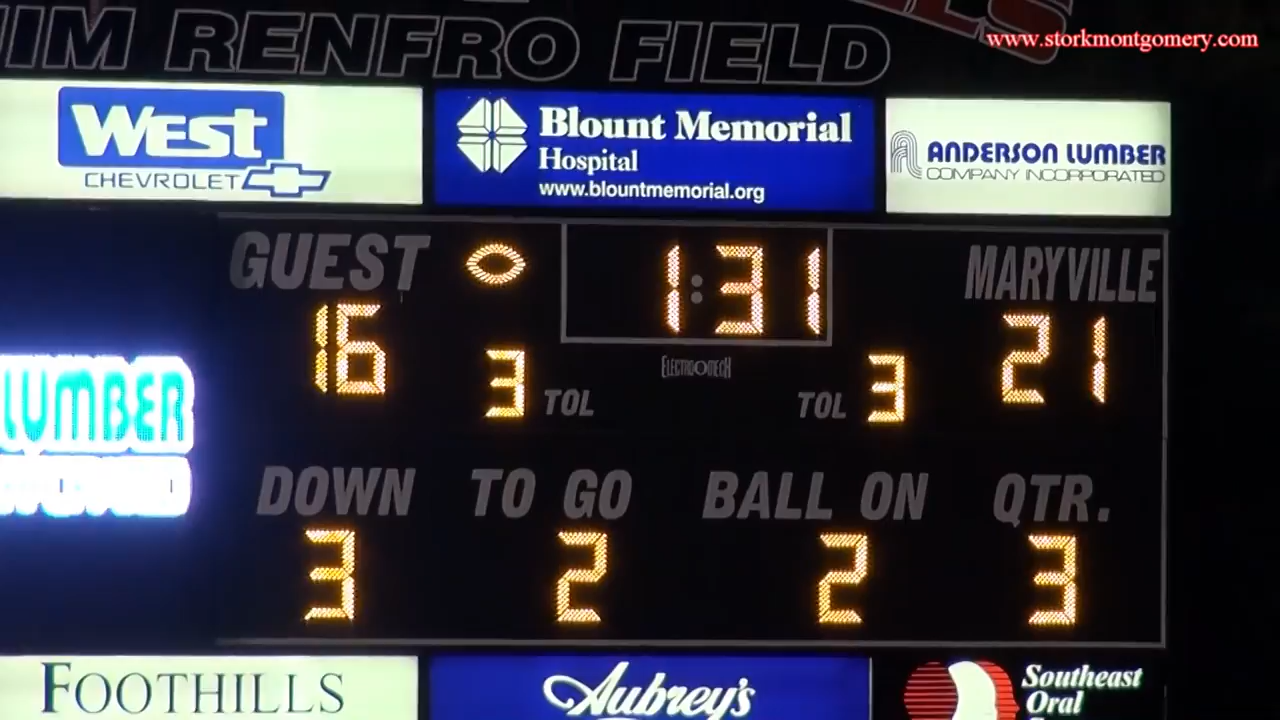 www.storkmontgomery.com
IM RENFRO FIELD
WEST
CHEVROLET
Blount Memorial
Hospital
www.blountmemorial.org
ANDERSON LUMBER
COMPANY INCORPORATED
GUEST
1:31
MARYVILLE
16
3 TOL
ELECTRO-MECH
TOL 3
21
LUMBER
DOWN TO GO BALL ON QTR.
3 2 2 3
FOOTHILLS
Aubrey's
Southeast
Oral